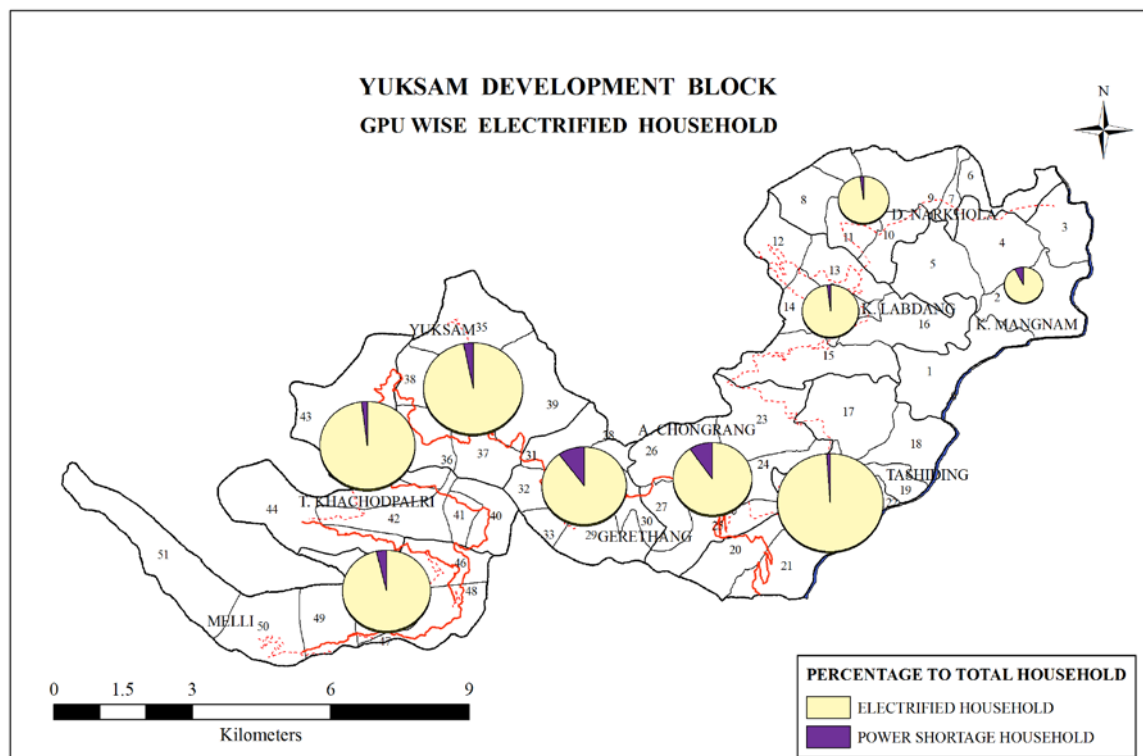 YUKSAM DEVELOPMENT BLOCK
GPU WISE ELECTRIFIED HOUSEHOLD
N
6
8
9
7
3
D. NARKHOLA
12
11
10
4
5
13
2
14
K. LABDANG
16
K. MANGNAM
YUKSAM 35
15
1
38
39
17
43
23
A. CHONGRANG
18
31
26
36
37
24
TASHIDING
32
19
T. KHACHODPALRI
44
42
41
40
27
30
33
29
GERETHANG
25
51
20
46
21
48
MELLI
50
49
47
0 1.5 3 6 9
Kilometers
PERCENTAGE TO TOTAL HOUSEHOLD
ELECTRIFIED HOUSEHOLD
POWER SHORTAGE HOUSEHOLD